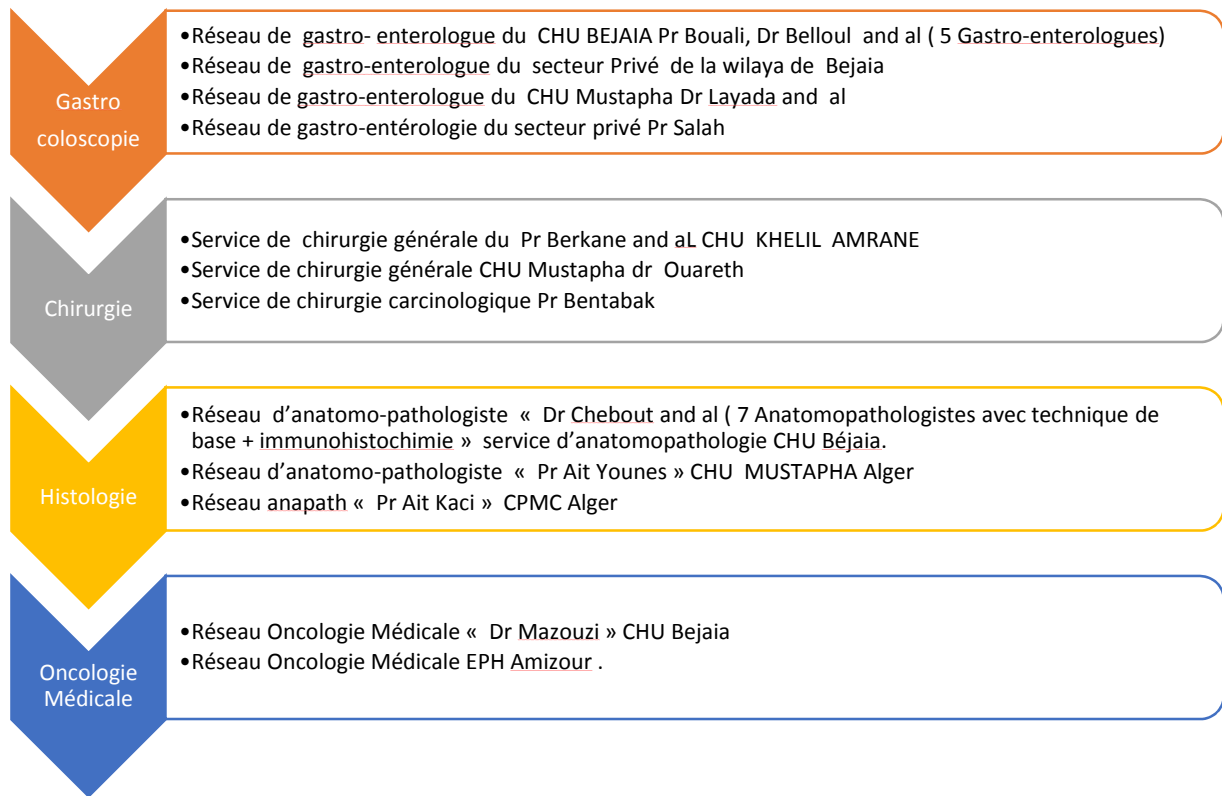 Gastro
coloscopie
•Réseau de gastro- enterologue du CHU BEJAIA Pr Bouali, Dr Belloul and al ( 5 Gastro-enterologues)
•Réseau de gastro-enterologue du secteur Privé de la wilaya de Bejaia
•Réseau de gastro-enterologue du CHU Mustapha Dr Layada and al
•Réseau de gastro-entérologie du secteur privé Pr Salah
Chirurgie
•Service de chirurgie générale du Pr Berkane and aL CHU KHELIL AMRANE
•Service de chirurgie générale CHU Mustapha dr Ouareth
•Service de chirurgie carcinologique Pr Bentabak
Histologie
•Réseau d’anatomo-pathologiste « Dr Chebout and al ( 7 Anatomopathologistes avec technique de
base + immunohistochimie » service d’anatomopathologie CHU Béjaia.
•Réseau d’anatomo-pathologiste « Pr Ait Younes » CHU MUSTAPHA Alger
•Réseau anapath « Pr Ait Kaci » CPMC Alger
Oncologie
Médicale
•Réseau Oncologie Médicale « Dr Mazouzi » CHU Bejaia
•Réseau Oncologie Médicale EPH Amizour .